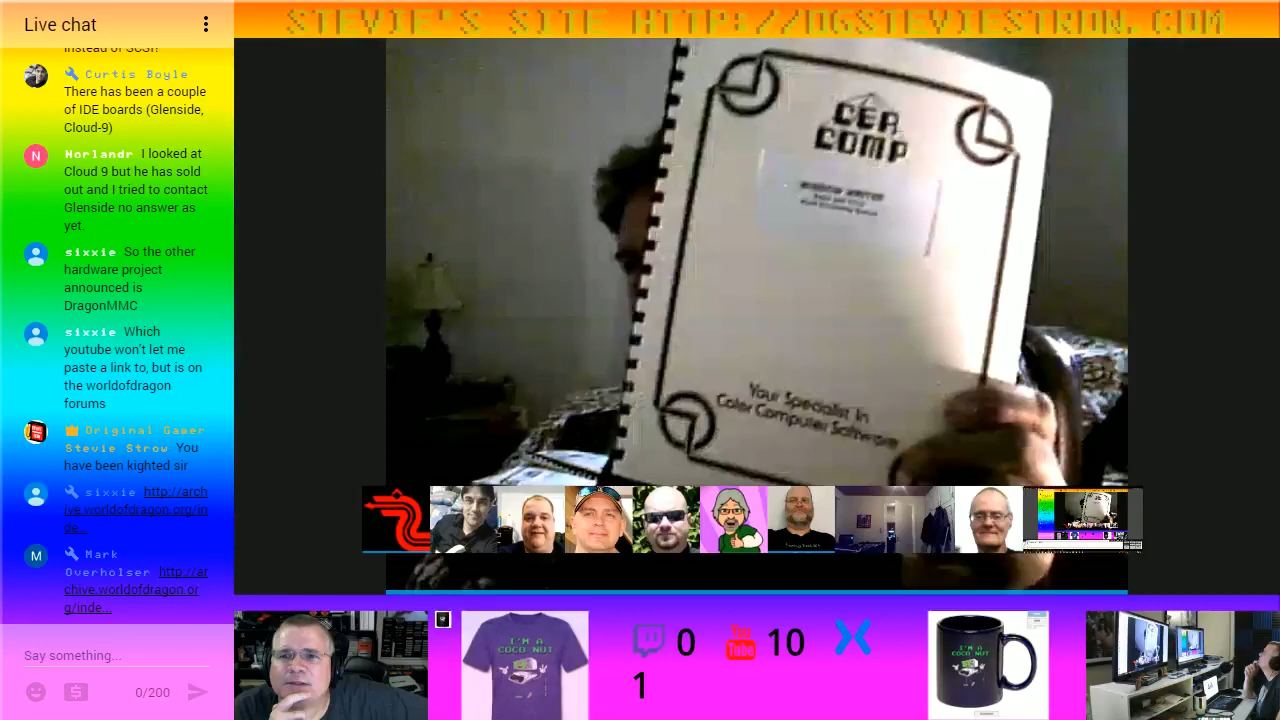 STEVIE'S SITE HTTP://OGSTEVIESTROW.COM
Live chat
instead of SCSI?
Curtis Boyle
There has been a couple
of IDE boards (Glenside,
Cloud-9)
N
Norlandr I looked at
Cloud 9 but he has sold
out and I tried to contact
Glenside no answer as
yet.
sixxie So the other
hardware project
announced is
DragonMMC
sixxie Which
youtube won't let me
paste a link to, but is on
the worldofdragon
forums
Original Gamer
Stevie Strow You
have been kighted sir
sixxie http://arch
ive.worldofdragon.org/in
de...
M
Mark
Overholser http://ar
chive.worldofdragon.or
g/inde...
Say something...
0/200
CER
COMP
Your Specialist In
Color Computer Software
I'M A
COCO NUT
0
You
Tube
10
1
I'M A
COCO NUT